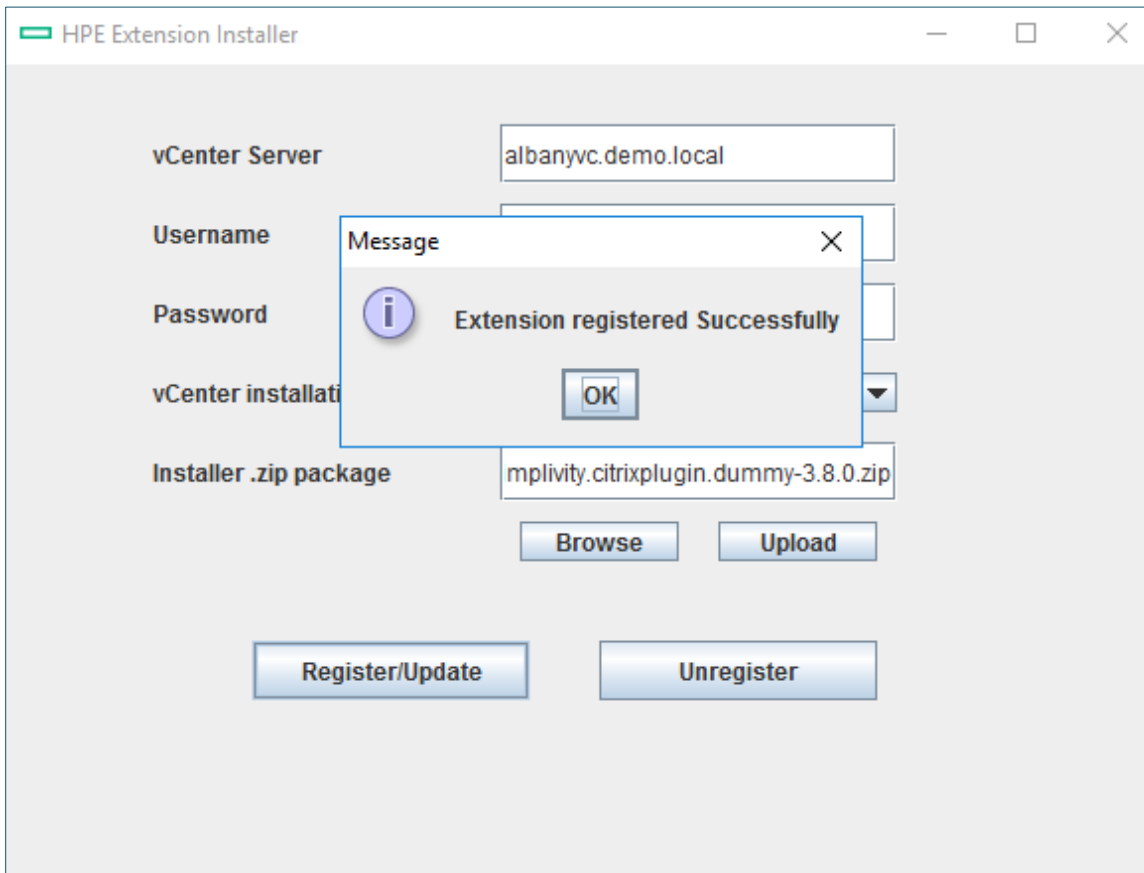 HPE Extension Installer
vCenter Server
albanyvc.demo.local
Username
Password
vCenter installati
Message
Extension registered Successfully
OK
Installer .zip package
mplivity.citrixplugin.dummy-3.8.0.zip
Browse
Upload
Register/Update
Unregister